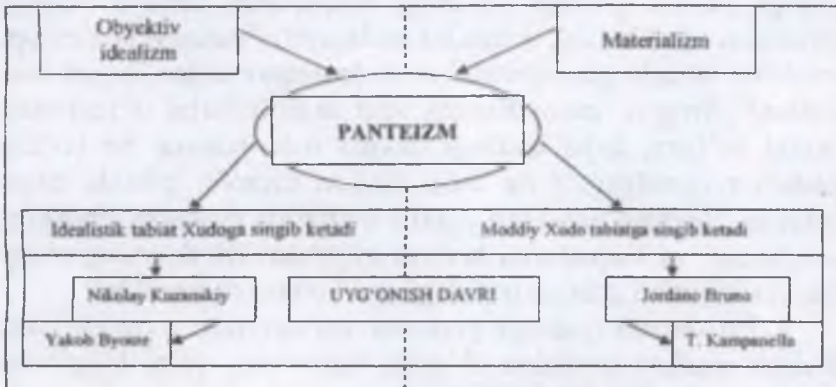 Obyektiv
idealizm
Materializm
PANTEIZM
Idealistik tabiat Xudoga singib ketadi
Moddiy Xudo tabiatga singib ketadi
Nikolay Kuzanskiy
UYG'ONISH DAVRI
Jordano Bruno
Yakob Byome
T. Kampanella